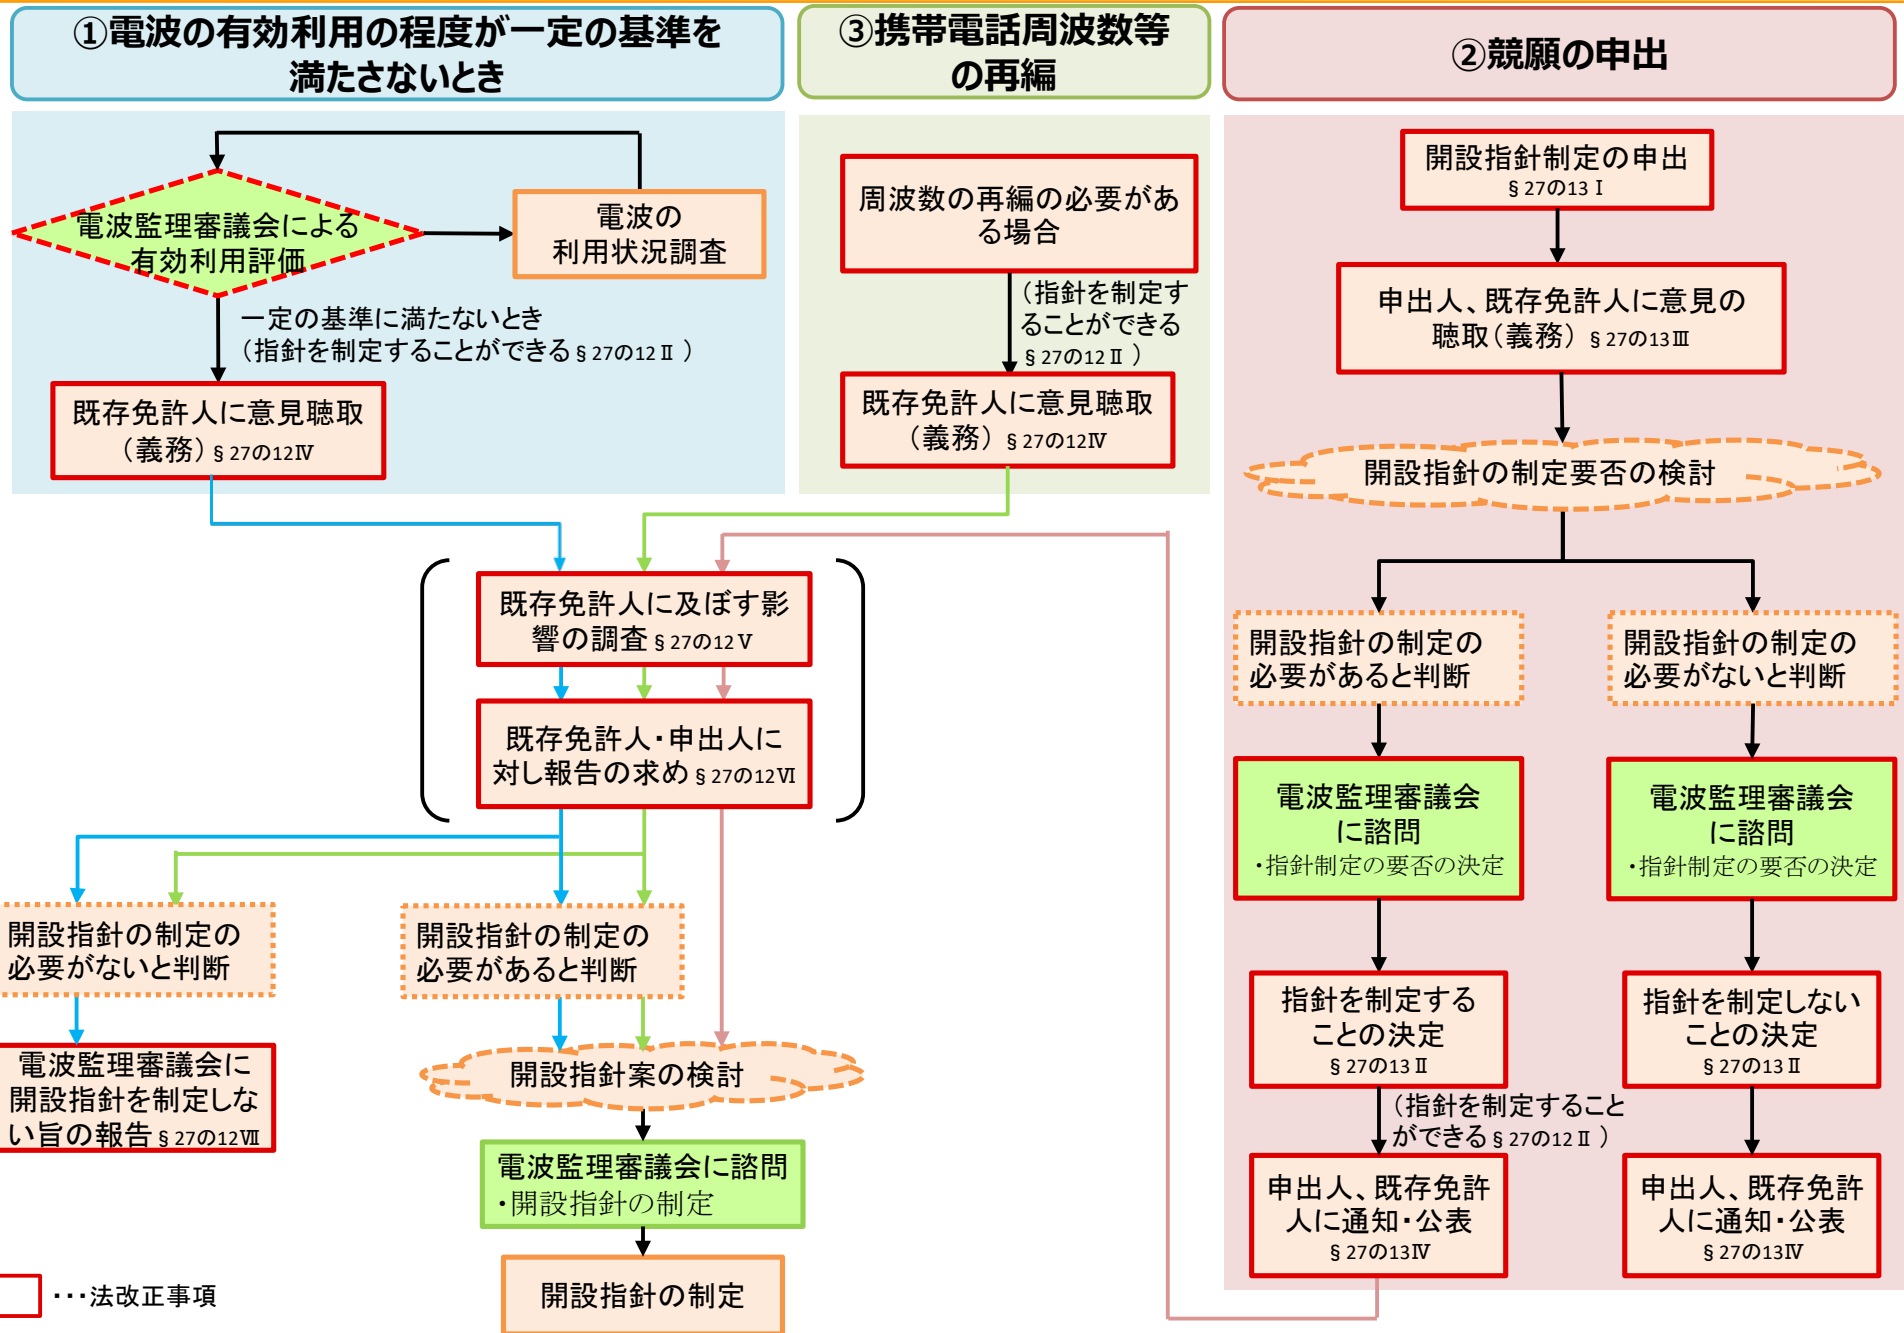 ①電波の有効利用の程度が一定の基準を
満たさないとき
電波監理審議会による
有効利用評価
電波の
利用状況調査
一定の基準に満たないとき
（指針を制定することができる§27の12Ⅱ）
既存免許人に意見聴取
（義務）§27の12Ⅳ
③携帯電話周波数等
の再編
周波数の再編の必要があ
る場合
（指針を制定す
ることができる
§27の12Ⅱ）
既存免許人に意見聴取
（義務）§27の12Ⅳ
②競願の申出
開設指針制定の申出
§27の13Ⅰ
申出人、既存免許人に意見の
聴取（義務）§27の13Ⅲ
開設指針の制定要否の検討
開設指針の制定の
必要があると判断
開設指針の制定の
必要がないと判断
電波監理審議会
に諮問
・指針制定の要否の決定
電波監理審議会
に諮問
・指針制定の要否の決定
指針を制定する
ことの決定
§27の13Ⅱ
指針を制定しない
ことの決定
§27の13Ⅱ
（指針を制定すること
ができる§27の12Ⅱ）
申出人、既存免許
人に通知・公表
§27の13Ⅳ
申出人、既存免許
人に通知・公表
§27の13Ⅳ
既存免許人に及ぼす影
響の調査§27の12Ⅴ
既存免許人・申出人に
対し報告の求め§27の12Ⅵ
開設指針の制定の
必要がないと判断
開設指針の制定の
必要があると判断
電波監理審議会に
開設指針を制定しな
い旨の報告§27の12Ⅶ
開設指針案の検討
電波監理審議会に諮問
・開設指針の制定
開設指針の制定
・・・法改正事項